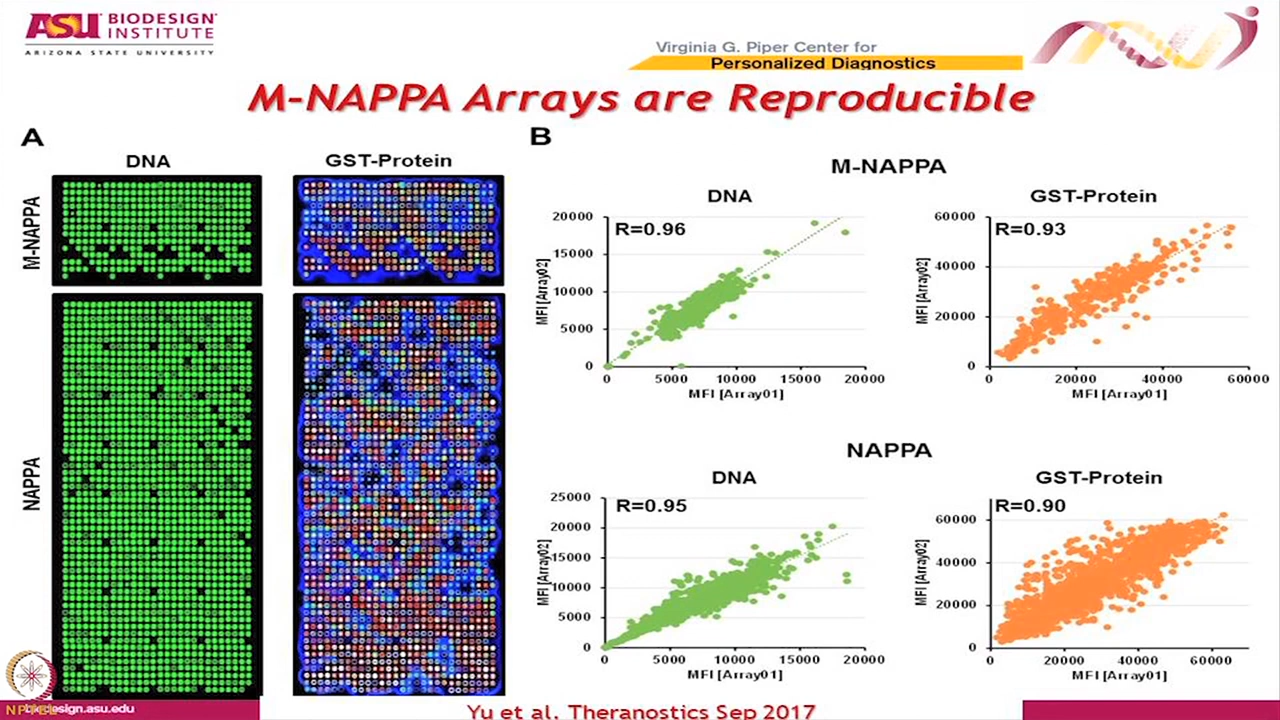 ASU BIODESIGN INSTITUTE
ARIZONA STATE UNIVERSITY
Virginia G. Piper Center for
Personalized Diagnostics
M-NAPPA Arrays are Reproducible
A
DNA
GST-Protein
M-NAPPA
NAPPA
B
M-NAPPA
DNA
R=0.96
MFI [Array02]
20000
15000
10000
5000
0
0 5000 10000 15000 20000
MFI [Array01]
GST-Protein
R=0.93
MFI [Array02]
60000
40000
20000
0
0 20000 40000 60000
MFI [Array01]
NAPPA
DNA
R=0.95
MFI [Array02]
25000
20000
15000
10000
5000
0
0 5000 10000 15000 20000
MFI [Array01]
GST-Protein
R=0.90
MFI [Array02]
60000
40000
20000
0
0 20000 40000 60000
MFI [Array01]
NPTEL
biodesign.asu.edu
Yu et al. Theranostics Sep 2017